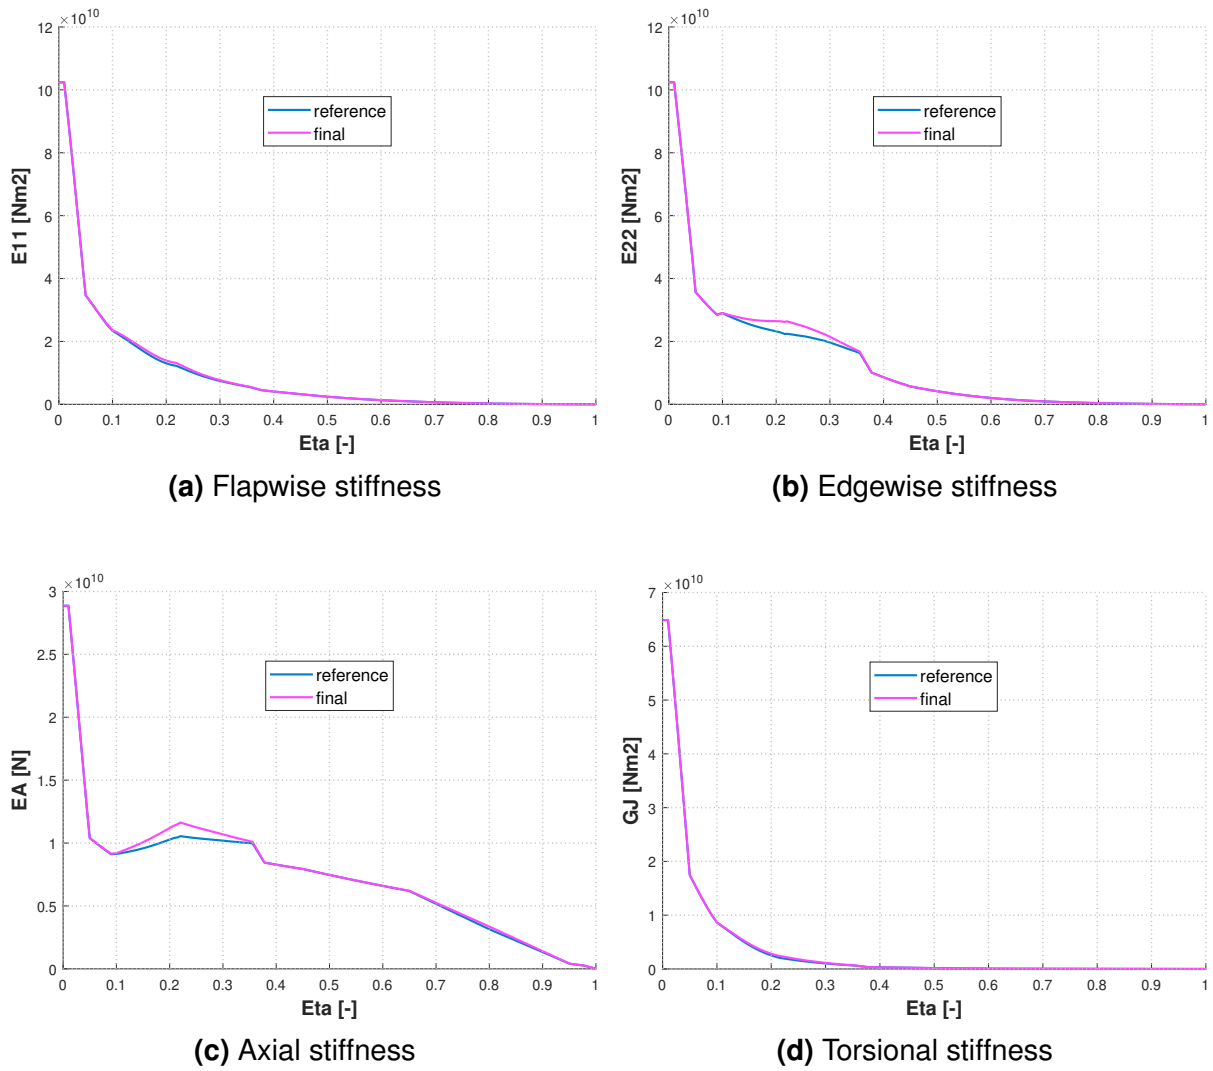 ×10^10
12
10
8
6
4
2
0
E11 [Nm2]
reference
final
0 0.1 0.2 0.3 0.4 0.5 0.6 0.7 0.8 0.9 1
Eta [-]
(a) Flapwise stiffness
×10^10
12
10
8
6
4
2
0
E22 [Nm2]
reference
final
0 0.1 0.2 0.3 0.4 0.5 0.6 0.7 0.8 0.9 1
Eta [-]
(b) Edgewise stiffness
×10^10
3
2.5
2
1.5
1
0.5
0
EA [N]
reference
final
0 0.1 0.2 0.3 0.4 0.5 0.6 0.7 0.8 0.9 1
Eta [-]
(c) Axial stiffness
×10^10
7
6
5
4
3
2
1
0
GJ [Nm2]
reference
final
0 0.1 0.2 0.3 0.4 0.5 0.6 0.7 0.8 0.9 1
Eta [-]
(d) Torsional stiffness